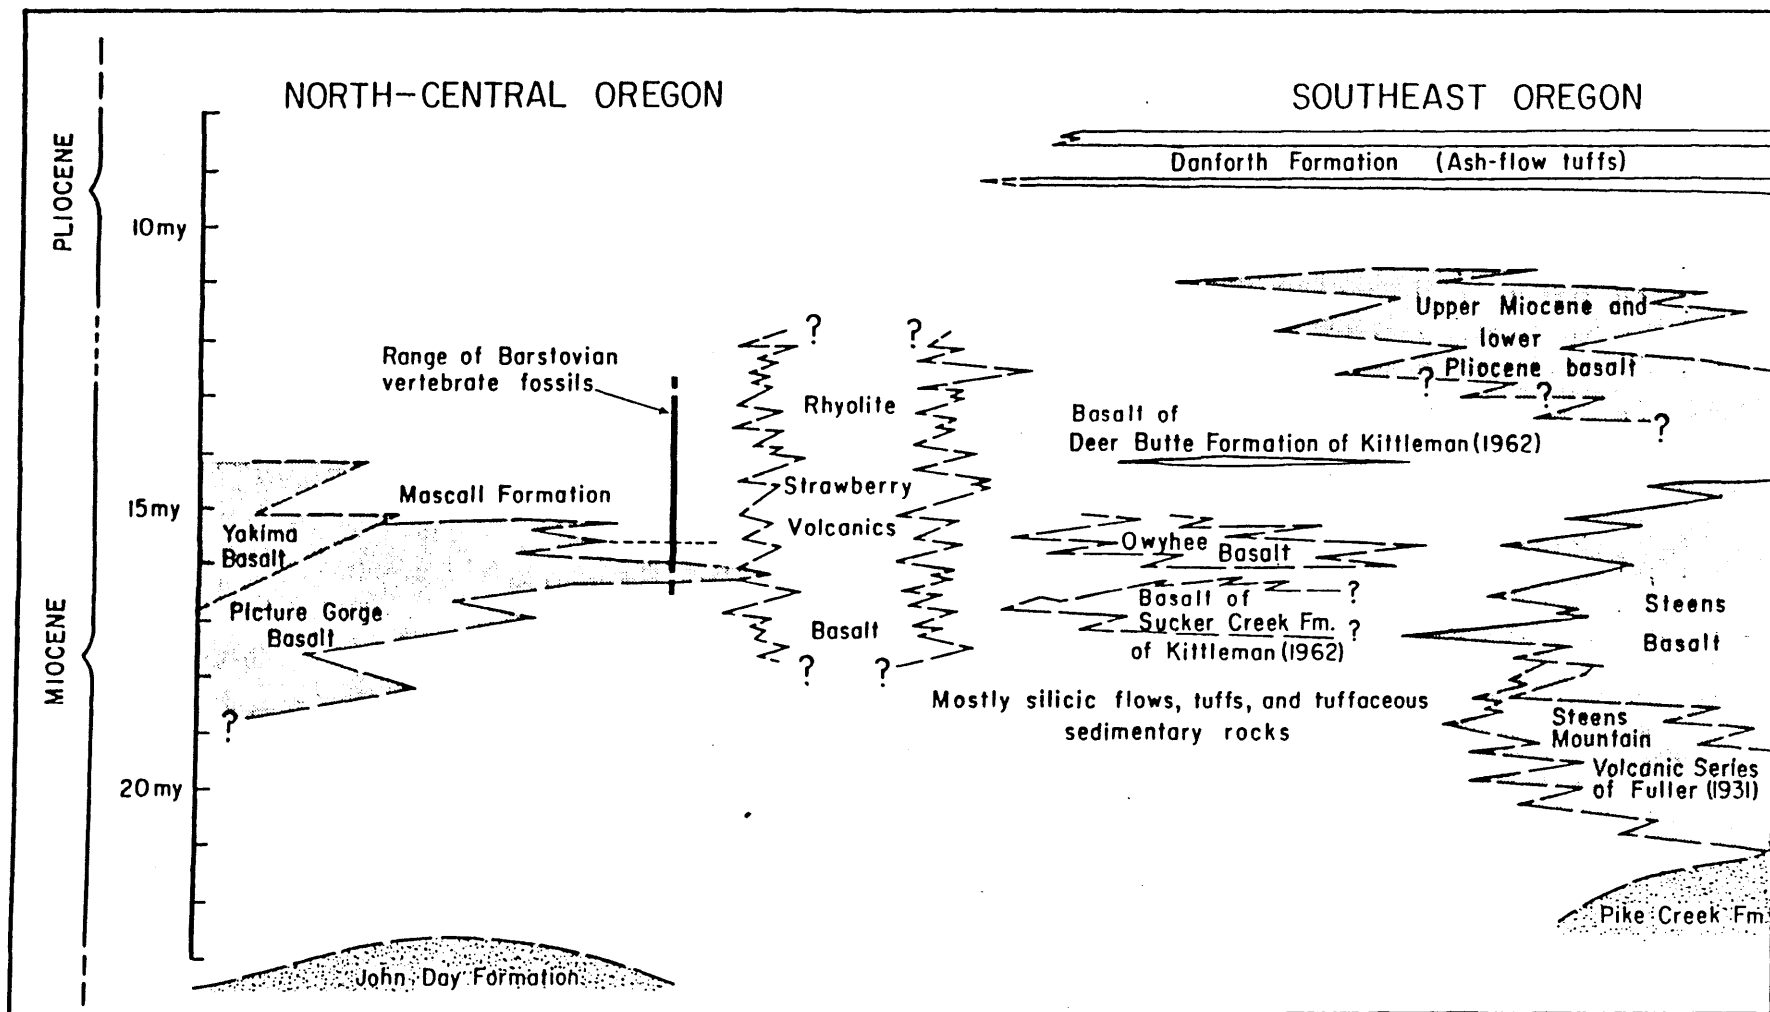 NORTH-CENTRAL OREGON
SOUTHEAST OREGON
PLIOCENE
MIOCENE
10my
15my
20my
Danforth Formation (Ash-flow tuffs)
Upper Miocene and
lower
Pliocene basalt
?
?
?
Range of Barstovian
vertebrate fossils
?
?
Rhyolite
Strawberry
Volcanics
Basalt
?
?
Basalt of
Deer Butte Formation of Kittleman (1962)
Mascall Formation
Yakima
Basalt
Picture Gorge
Basalt
?
Owyhee
Basalt
?
Basalt of
Sucker Creek Fm.
?
of Kittleman (1962)
Steens
Basalt
Mostly silicic flows, tuffs, and tuffaceous
sedimentary rocks
Steens
Mountain
Volcanic Series
of Fuller (1931)
Pike Creek Fm
John Day Formation